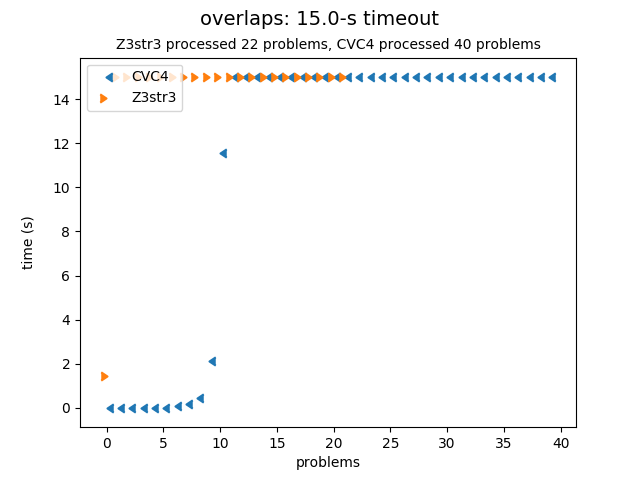 overlaps: 15.0-s timeout
Z3str3 processed 22 problems, CVC4 processed 40 problems
CVC4
Z3str3
14
12
10
8
6
4
2
0
time (s)
0 5 10 15 20 25 30 35 40
problems